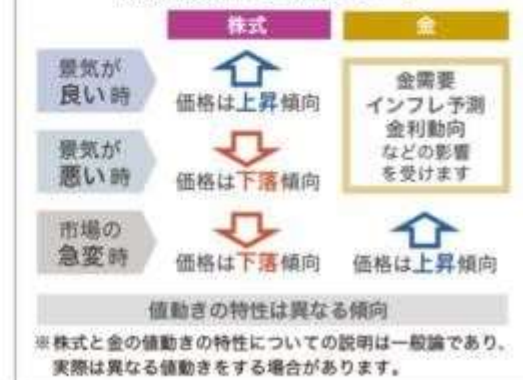 株式
金
景気が
良い時
価格は上昇傾向
金需要
インフレ予測
金利動向
などの影響
を受けます
景気が
悪い時
価格は下落傾向
市場の
急変時
価格は下落傾向
価格は上昇傾向
値動きの特性は異なる傾向
※株式と金の値動きの特性についての説明は一般論であり、
実際は異なる値動きをする場合があります。